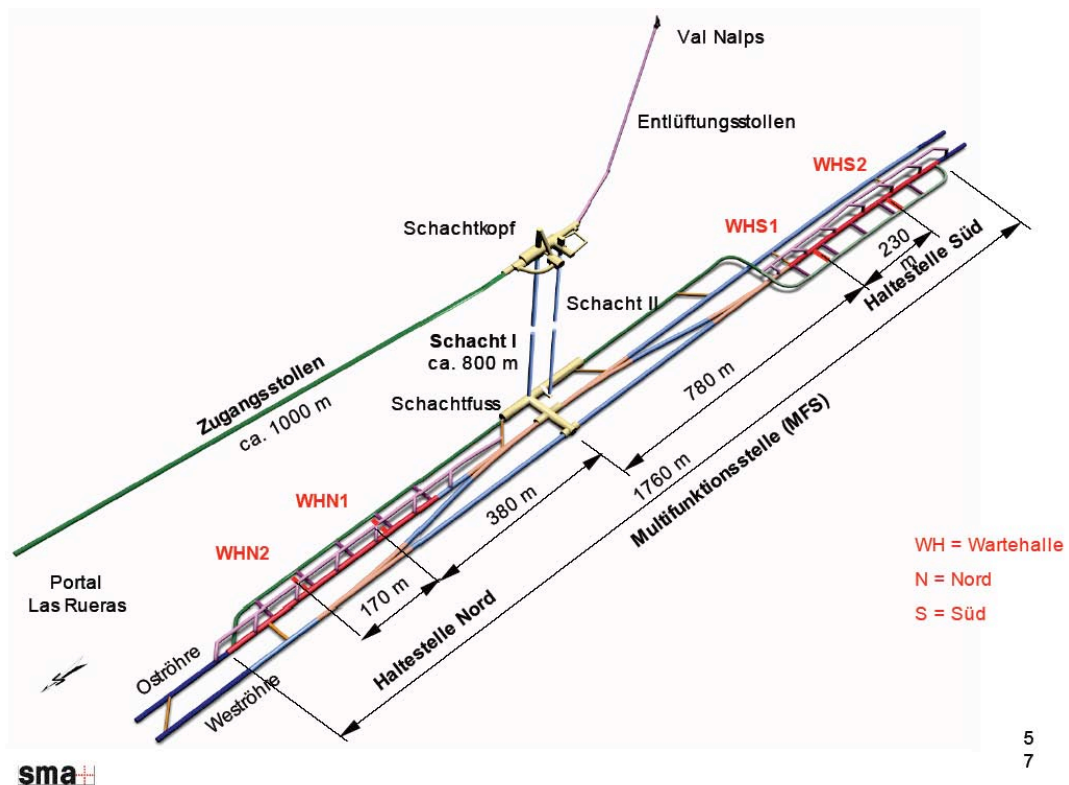 Val Nalps
Entlüftungsstollen
WHS2
Schachtkopf
WHS1
230
m
Haltestelle Süd
Schacht II
Schacht I
ca. 800 m
Zugangsstollen
ca. 1000 m
Schachtfuss
780 m
Multifunktionsstelle (MFS)
1760 m
380 m
WHN1
WHN2
170 m
Haltestelle Nord
WH = Wartehalle
N = Nord
S = Süd
Portal
Las Rueras
N
Oströhre
Weströhre
5
7
sma